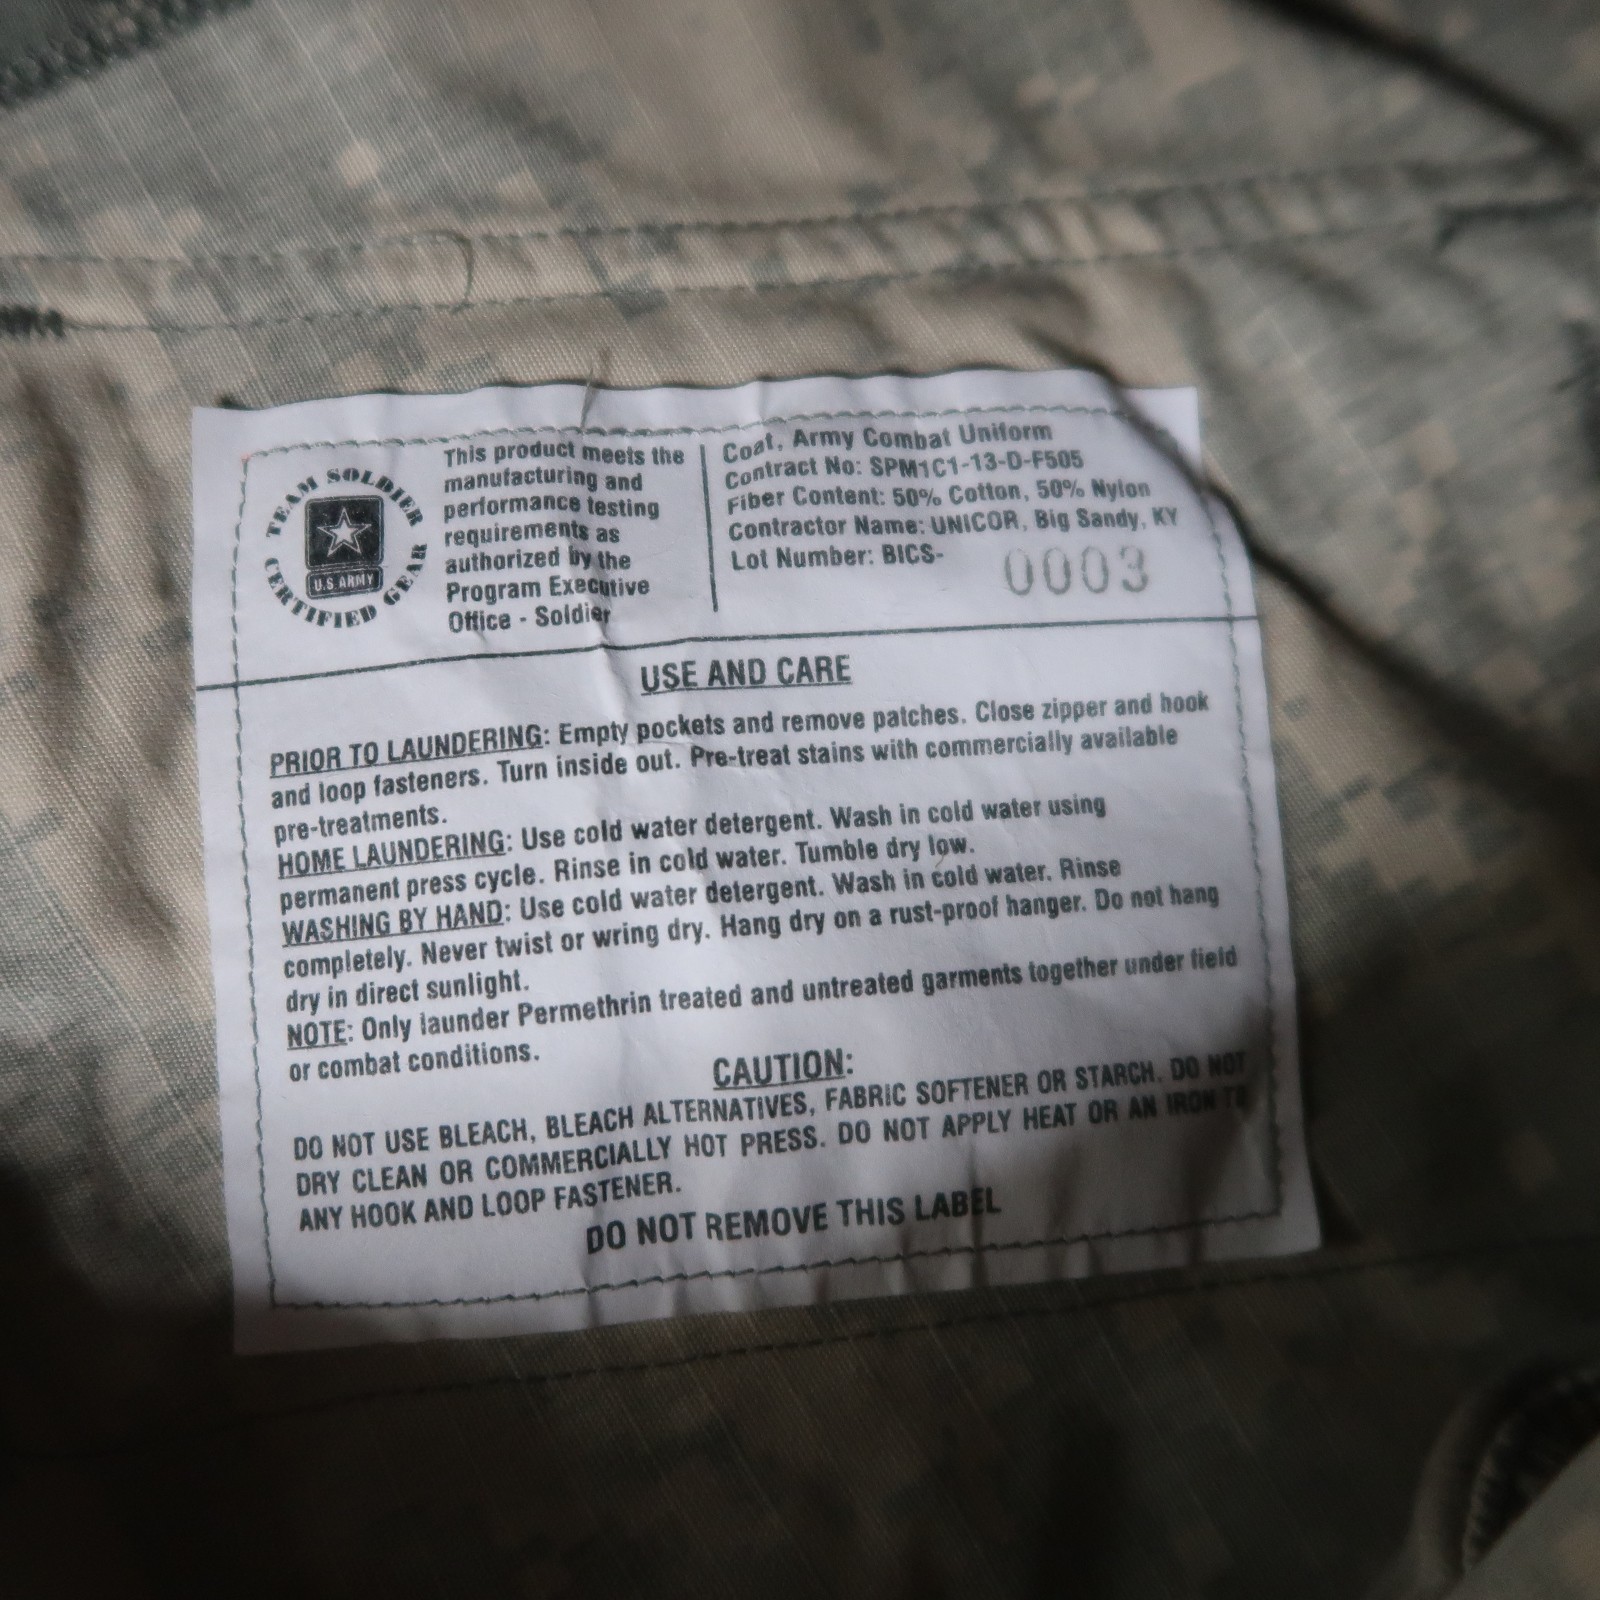 TEAM SOLDIER
CERTIFIED GEAR
U.S ARMY
This product meets the
manufacturing and
performance testing
requirements as
authorized by the
Program Executive
Office - Soldier
Coat, Army Combat Uniform
Contract No: SPM1C1-13-D-F505
Fiber Content: 50% Cotton, 50% Nylon
Contractor Name: UNICOR, Big Sandy, KY
Lot Number: BICS- 0003
USE AND CARE
PRIOR TO LAUNDERING: Empty pockets and remove patches. Close zipper and hook
and loop fasteners. Turn inside out. Pre-treat stains with commercially available
pre-treatments.
HOME LAUNDERING: Use cold water detergent. Wash in cold water using
permanent press cycle. Rinse in cold water. Tumble dry low.
WASHING BY HAND: Use cold water detergent. Wash in cold water. Rinse
completely. Never twist or wring dry. Hang dry on a rust-proof hanger. Do not hang
dry in direct sunlight.
NOTE: Only launder Permethrin treated and untreated garments together under field
or combat conditions.
CAUTION:
DO NOT USE BLEACH, BLEACH ALTERNATIVES, FABRIC SOFTENER OR STARCH. DO NOT
DRY CLEAN OR COMMERCIALLY HOT PRESS. DO NOT APPLY HEAT OR AN IRON TO
ANY HOOK AND LOOP FASTENER.
DO NOT REMOVE THIS LABEL